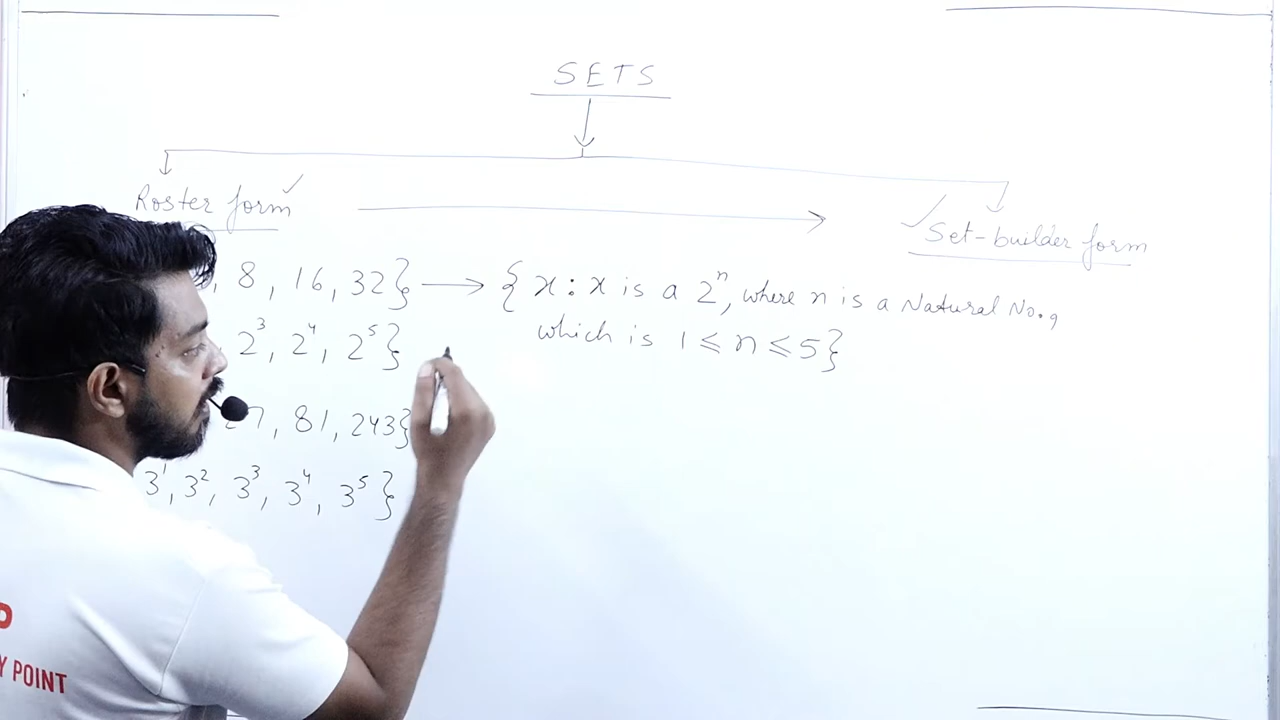 SETS
Roster form ✓
✓ Set-builder form
, 8, 16, 32} → {x : x is a 2ⁿ, where n is a Natural No.,
which is 1 ≤ n ≤ 5}
2³, 2⁴, 2⁵}
27, 81, 243}
3¹, 3², 3³, 3⁴, 3⁵}
POINT